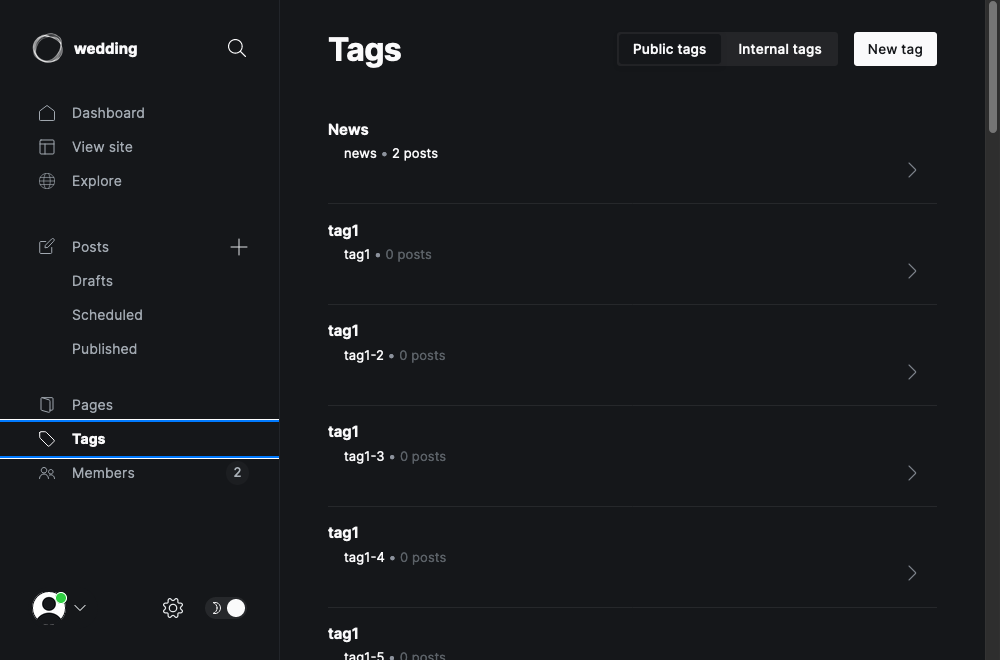 wedding
Dashboard
View site
Explore
Posts
Drafts
Scheduled
Published
Pages
Tags
Members 2
Tags
Public tags Internal tags New tag
News
news • 2 posts
tag1
tag1 • 0 posts
tag1
tag1-2 • 0 posts
tag1
tag1-3 • 0 posts
tag1
tag1-4 • 0 posts
tag1
tag1-5 • 0 posts